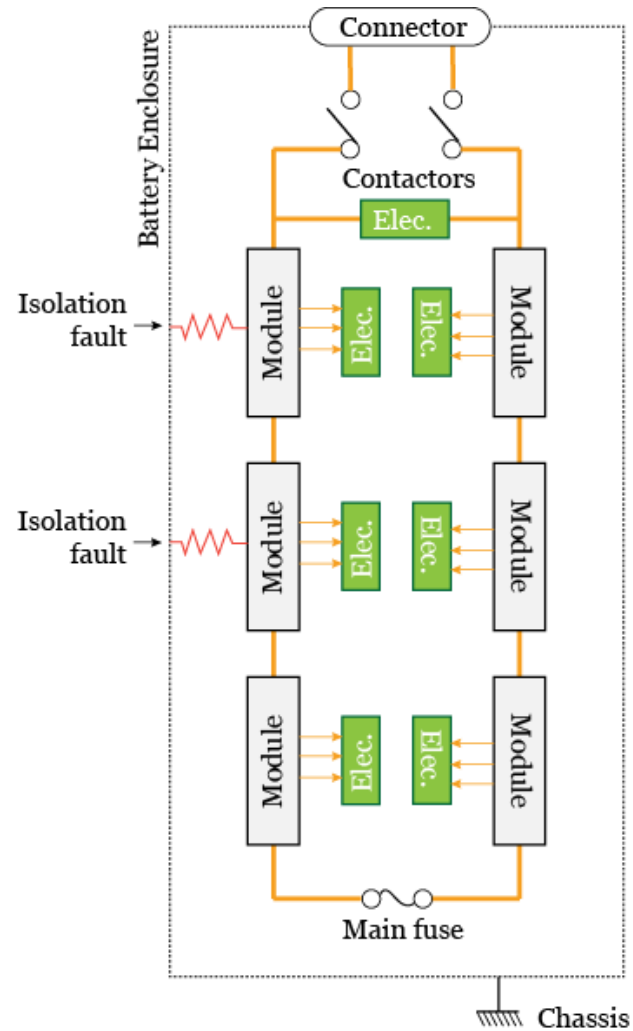 Connector
Battery Enclosure
Contactors
Elec.
Isolation
fault
Module
Elec.
Elec.
Module
Isolation
fault
Module
Elec.
Elec.
Module
Module
Elec.
Elec.
Module
Main fuse
Chassis